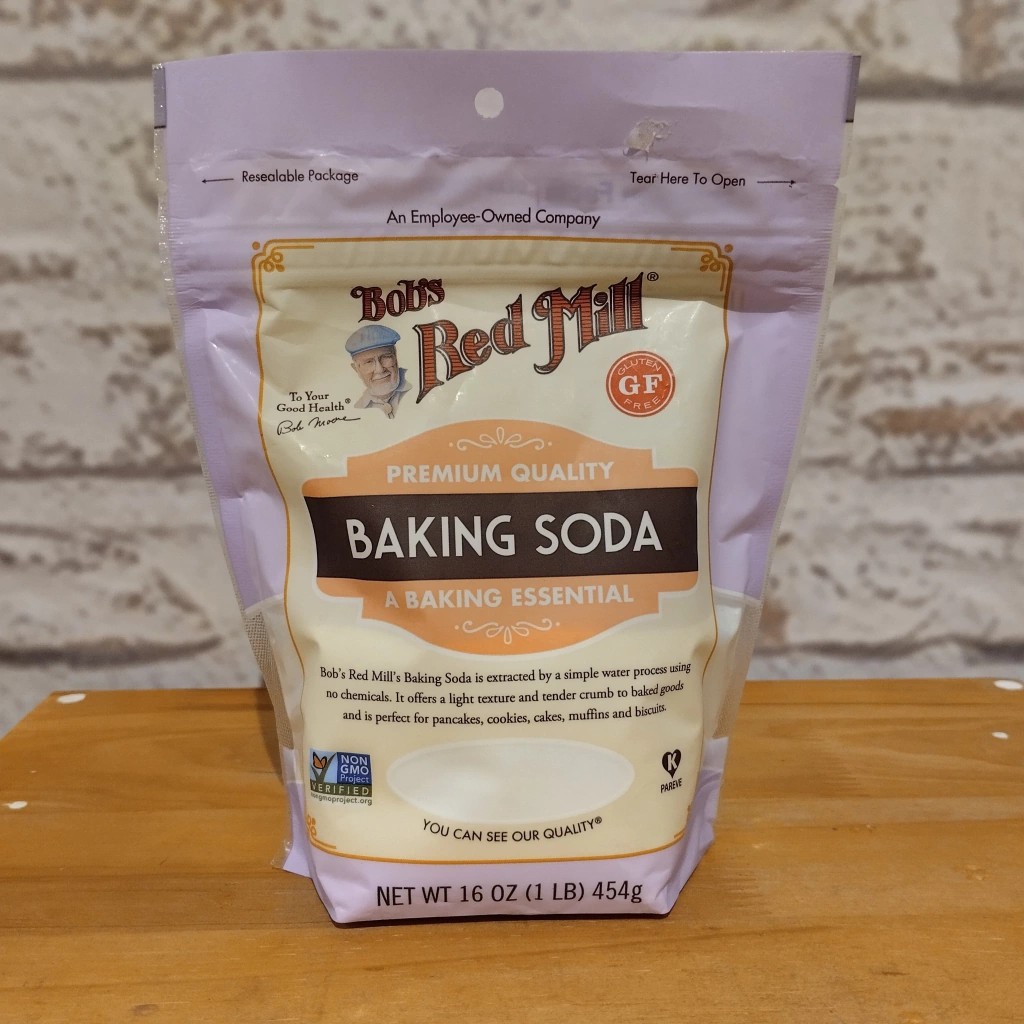 Resealable Package
Tear Here To Open
An Employee-Owned Company
Bob's
Red Mill®
To Your
Good Health®
Bob Moore
GLUTEN
GF
FREE
PREMIUM QUALITY
BAKING SODA
A BAKING ESSENTIAL
Bob's Red Mill's Baking Soda is extracted by a simple water process using
no chemicals. It offers a light texture and tender crumb to baked goods
and is perfect for pancakes, cookies, cakes, muffins and biscuits.
NON
GMO
Project
VERIFIED
nongmoproject.org
K
PAREVE
YOU CAN SEE OUR QUALITY®
NET WT 16 OZ (1 LB) 454g